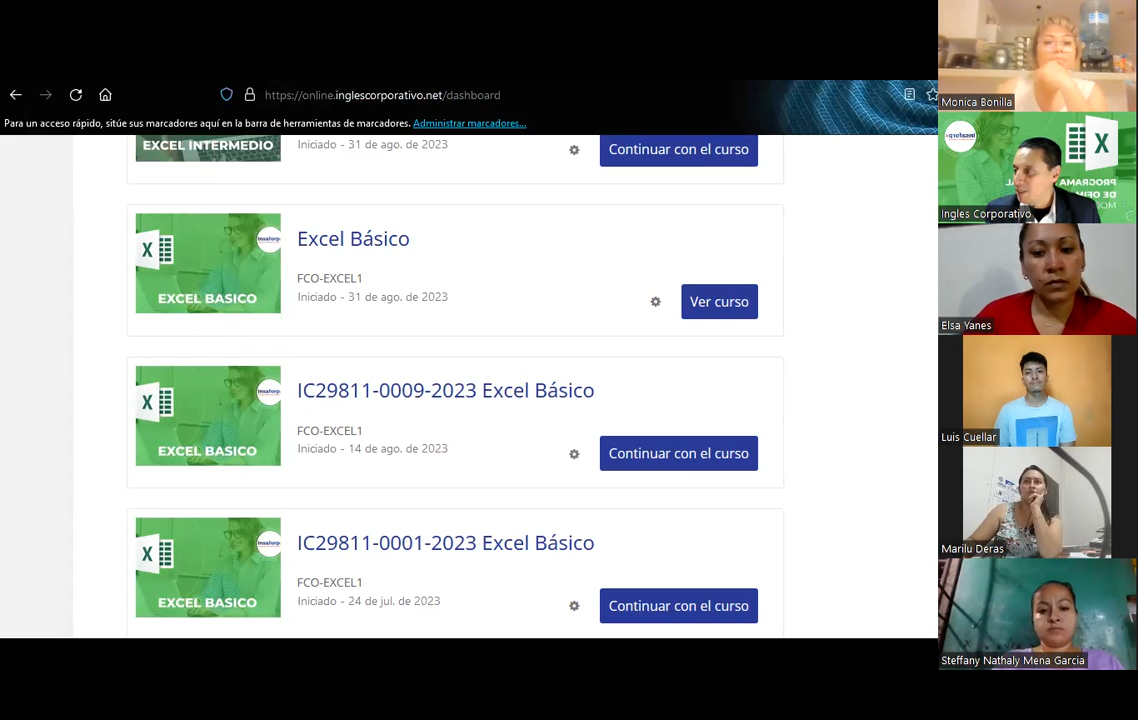 https://online.inglescorporativo.net/dashboard
Para un acceso rápido, sitúe sus marcadores aquí en la barra de herramientas de marcadores. Administrar marcadores...
EXCEL INTERMEDIO
Iniciado - 31 de ago. de 2023
Continuar con el curso
Insaforp
EXCEL BASICO
Excel Básico
FCO-EXCEL1
Iniciado - 31 de ago. de 2023
Ver curso
Insaforp
EXCEL BASICO
IC29811-0009-2023 Excel Básico
FCO-EXCEL1
Iniciado - 14 de ago. de 2023
Continuar con el curso
Insaforp
EXCEL BASICO
IC29811-0001-2023 Excel Básico
FCO-EXCEL1
Iniciado - 24 de jul. de 2023
Continuar con el curso
Monica Bonilla
PROGRAMA
Ingles Corporativo
Elsa Yanes
Luis Cuellar
Marilu Deras
Steffany Nathaly Mena Garcia